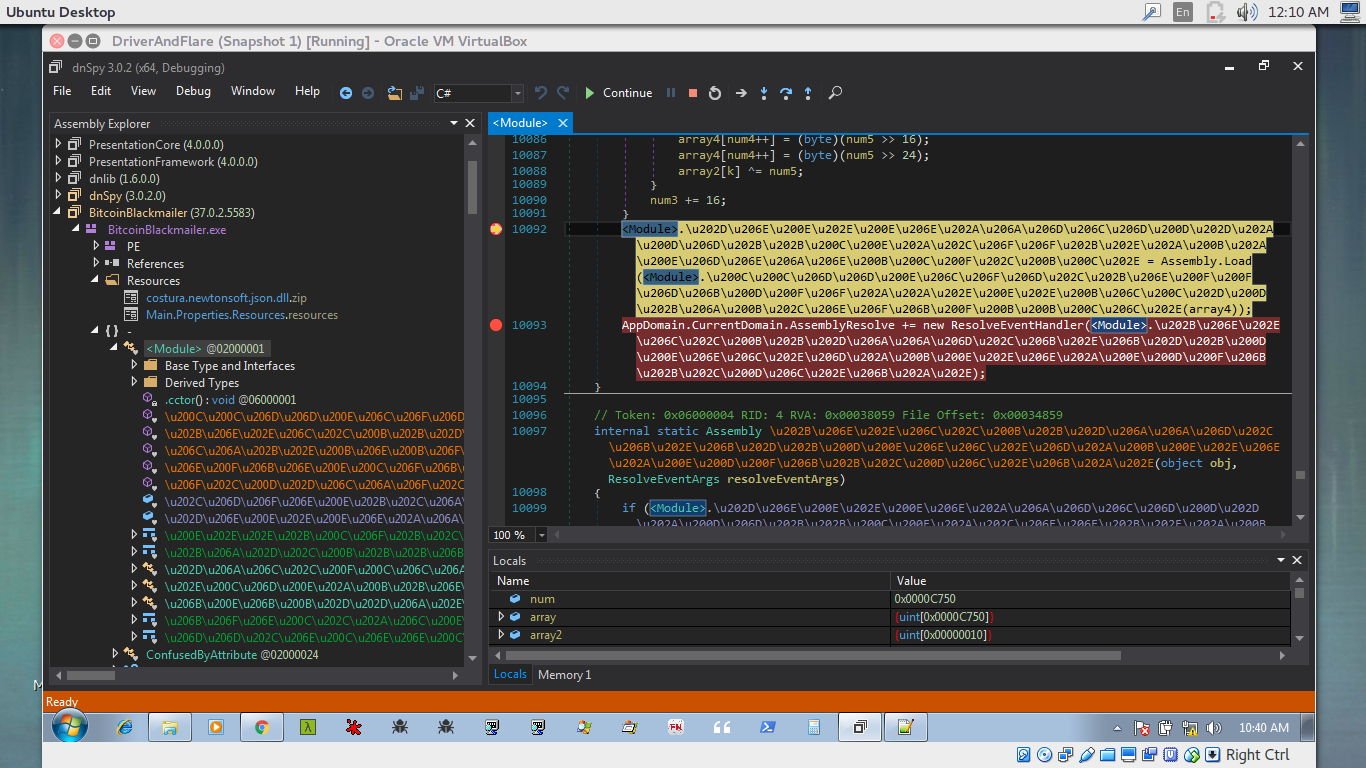 Ubuntu Desktop
En
12:10 AM
DriverAndFlare (Snapshot 1) [Running] - Oracle VM VirtualBox
dnSpy 3.0.2 (x64, Debugging)
File Edit View Debug Window Help C# Continue
Assembly Explorer
PresentationCore (4.0.0.0)
PresentationFramework (4.0.0.0)
dnlib (1.6.0.0)
dnSpy (3.0.2.0)
BitcoinBlackmailer (37.0.2.5583)
BitcoinBlackmailer.exe
PE
References
Resources
costura.newtonsoft.json.dll.zip
Main.Properties.Resources.resources
{ } -
<Module> @02000001
Base Type and Interfaces
Derived Types
.cctor() : void @06000001
\u200C\u200C\u206D\u206D\u200E\u206C\u206F\u206D
\u202B\u206E\u202E\u206C\u202C\u200B\u202B\u202D
\u206C\u206A\u202B\u202E\u200B\u206E\u200B\u206F
\u206E\u200F\u206B\u206E\u200E\u200C\u206F\u206B
\u206C\u200D\u202D\u206C\u206A\u206F\u202C\u200D
\u202C\u206D\u206F\u206E\u200E\u202B\u202C\u206A
\u202D\u206E\u200E\u202E\u200E\u206E\u202A\u206A
\u200E\u202E\u202E\u202B\u200C\u206F\u202B\u202C
\u202B\u206A\u202D\u202C\u200B\u202B\u202B\u206B
\u202D\u206A\u206C\u202C\u200F\u200C\u206C\u206A
\u202E\u200C\u206D\u200E\u202A\u202B\u202B\u206E
\u206B\u200E\u206B\u200B\u202D\u202D\u206A\u202E
\u206B\u206F\u206E\u200C\u206C\u202A\u206C\u200E
\u206D\u202D\u202E\u200C\u206E\u206E\u206E\u200C
ConfusedByAttribute @02000024
<Module>
10086 array4[num4++] = (byte)(num5 >> 16);
10087 array4[num4++] = (byte)(num5 >> 24);
10088 array2[k] ^= num5;
10089 }
10090 num3 += 16;
10091 }
10092 <Module>.\u202D\u206E\u200E\u202E\u200E\u206E\u202A\u206A\u206D\u206C\u206D\u200D\u202D\u202A
\u200D\u206D\u202B\u202B\u200C\u200E\u202A\u202C\u206F\u206F\u202B\u202E\u202A\u200B\u202A
\u200E\u206D\u206E\u206A\u206E\u200B\u200C\u200F\u202C\u200B\u200C\u202E = Assembly.Load
(<Module>.\u200C\u200C\u206D\u206D\u200E\u206C\u206F\u206D\u202C\u206B\u206E\u200F\u200F
\u206D\u206B\u200D\u200F\u206F\u202A\u202A\u202E\u200E\u202E\u200B\u206C\u200C\u202D\u200D
\u202B\u206A\u200B\u202C\u206E\u206F\u206B\u200F\u206B\u200B\u200C\u206C\u202E(array4));
10093 AppDomain.CurrentDomain.AssemblyResolve += new ResolveEventHandler(<Module>.\u202B\u206E\u202E
\u206C\u202C\u200B\u202B\u202D\u206A\u206A\u206D\u202C\u206B\u202E\u206B\u202D\u202B\u200D
\u200E\u206E\u206C\u202E\u206D\u202A\u200B\u200E\u202E\u206E\u202A\u200E\u200D\u200F\u206B
\u202B\u202C\u200D\u206C\u202E\u206B\u202A\u202E);
10094 }
10095
10096 // Token: 0x06000004 RID: 4 RVA: 0x00038059 File Offset: 0x00034859
10097 internal static Assembly \u202B\u206E\u202E\u206C\u202C\u200B\u202B\u202D\u206A\u206A\u206D\u202C
\u206B\u202E\u206B\u202D\u202B\u200D\u200E\u206E\u206C\u202E\u206D\u202A\u200B\u200E\u202E\u206E
\u202A\u200E\u200D\u200F\u206B\u202B\u202C\u200D\u206C\u202E\u206B\u202A\u202E(object obj,
ResolveEventArgs resolveEventArgs)
10098 {
10099 if (<Module>.\u202D\u206E\u200E\u202E\u200E\u206E\u202A\u206A\u206D\u206C\u206D\u200D\u202D
\u202A\u200D\u206D\u202B\u202B\u200C\u200E\u202A\u202C\u206F\u206F\u202B\u202E\u202A\u200B
100 %
Locals
Name Value
num 0x0000C750
array {uint[0x0000C750]}
array2 {uint[0x00000010]}
Locals Memory 1
Ready
10:40 AM
Right Ctrl